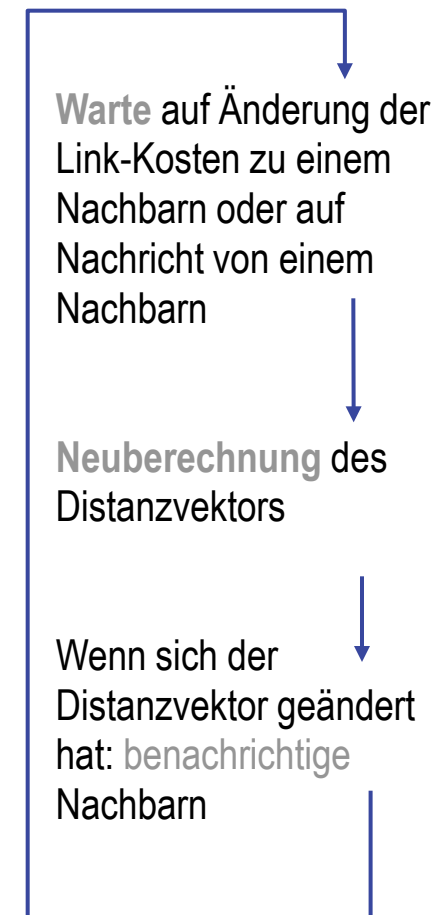 Warte auf Änderung der
Link-Kosten zu einem
Nachbarn oder auf
Nachricht von einem
Nachbarn
Neuberechnung des
Distanzvektors
Wenn sich der
Distanzvektor geändert
hat: benachrichtige
Nachbarn